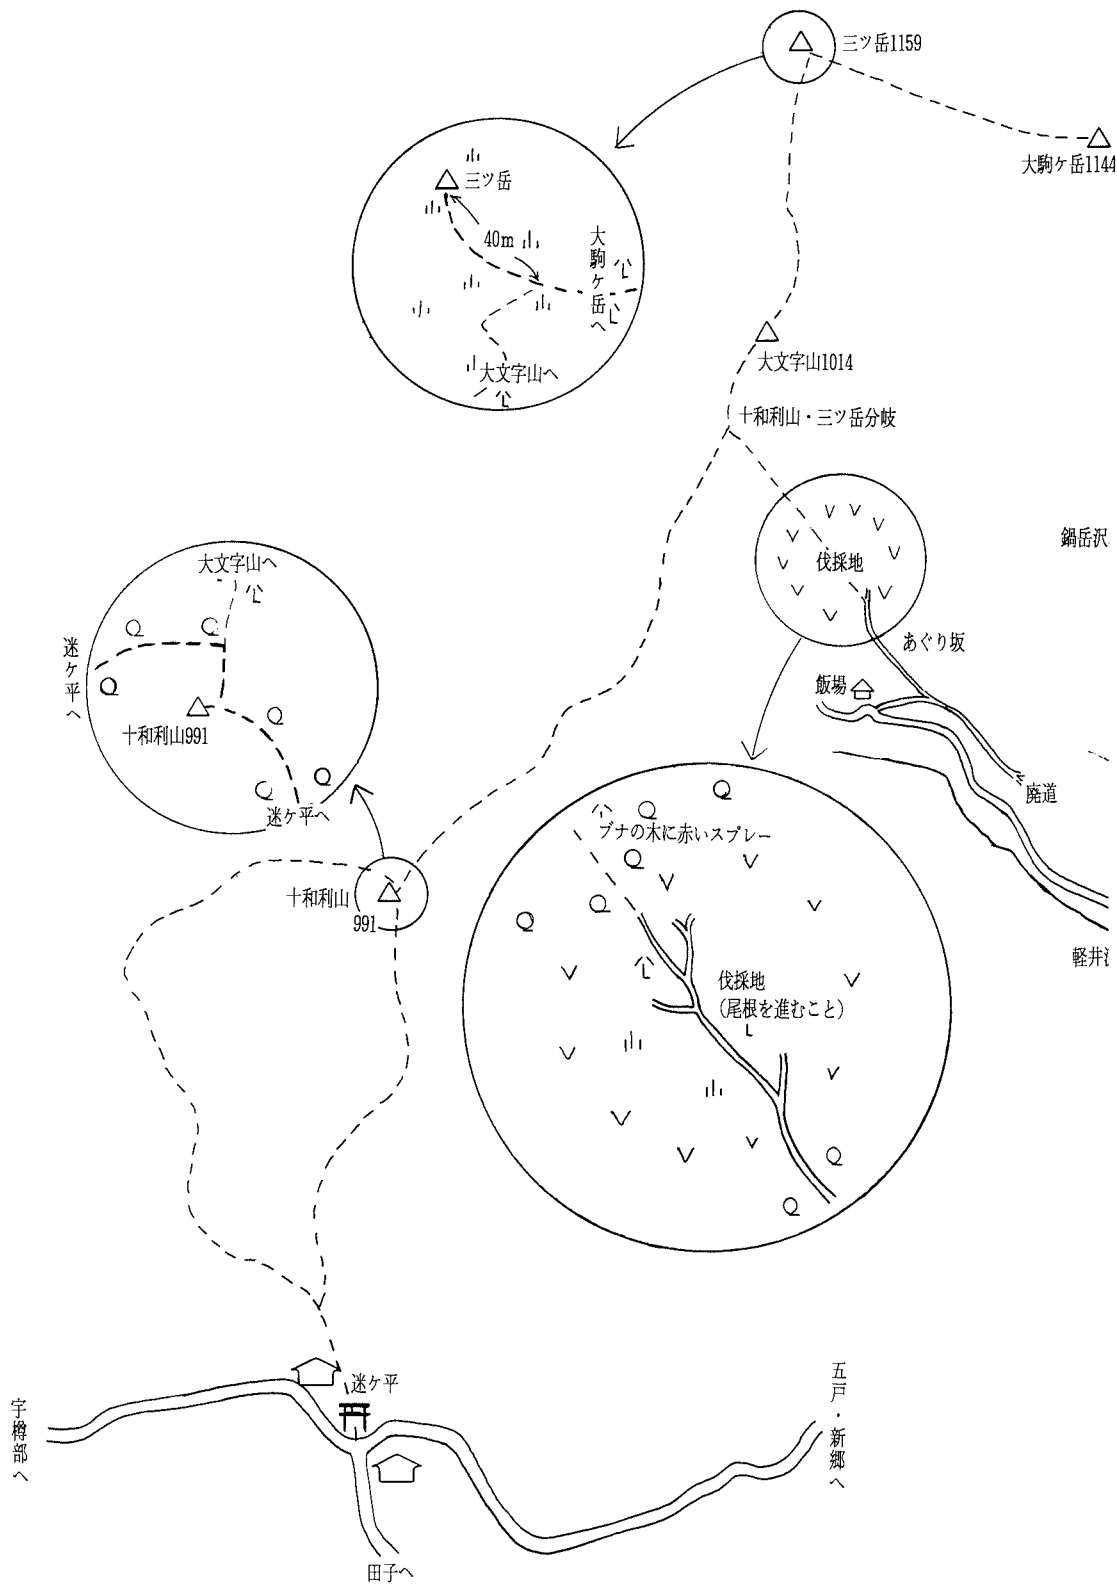 三ツ岳1159
大駒ケ岳1144
三ツ岳
40m
大駒ケ岳へ
大文字山へ
大文字山1014
十和利山・三ツ岳分岐
伐採地
鍋岳沢
あぐり坂
飯場
廃道
軽井
大文字山へ
迷ケ平へ
十和利山991
迷ケ平へ
十和利山
991
ブナの木に赤いスプレー
伐採地
(尾根を進むこと)
迷ケ平
宇樽部へ
五戸・新郷へ
田子へ